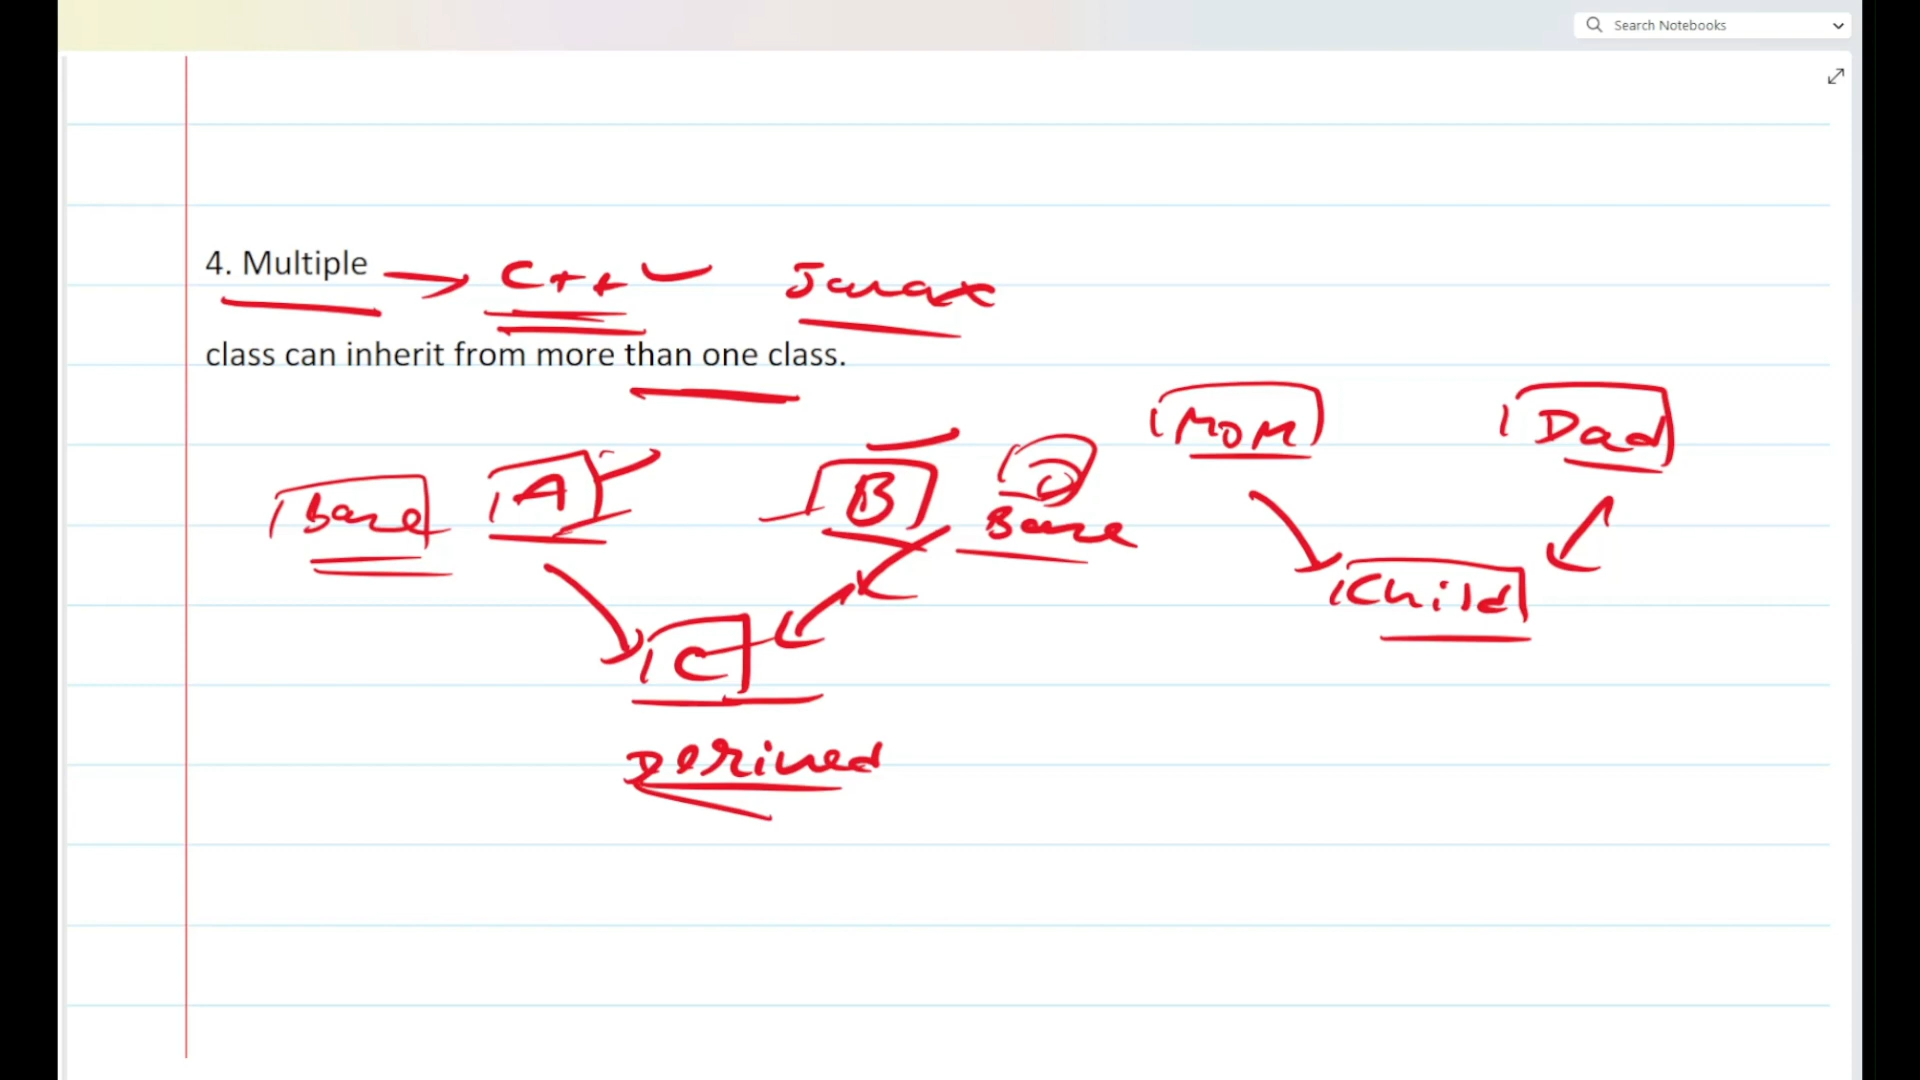 Search Notebooks
4. Multiple → C++ ✓ Java x
class can inherit from more than one class.
MOM Dad
Base A B Base
Child
C
Derived